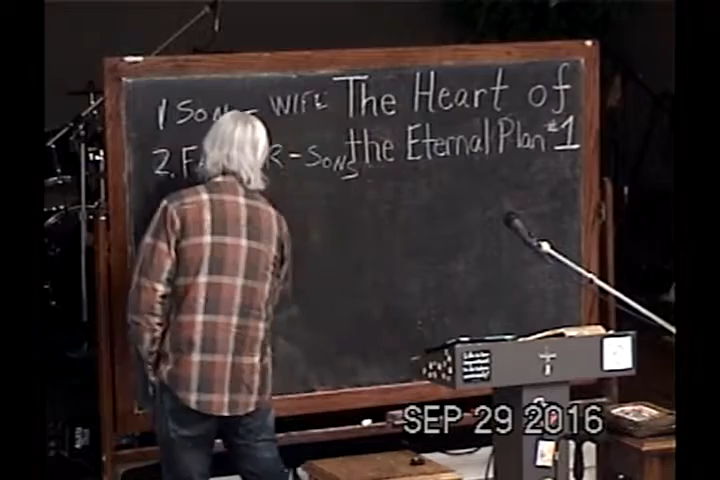 1 SON - WIFE The Heart of
2. R - SONS the Eternal Plan #1
SEP 29 2016